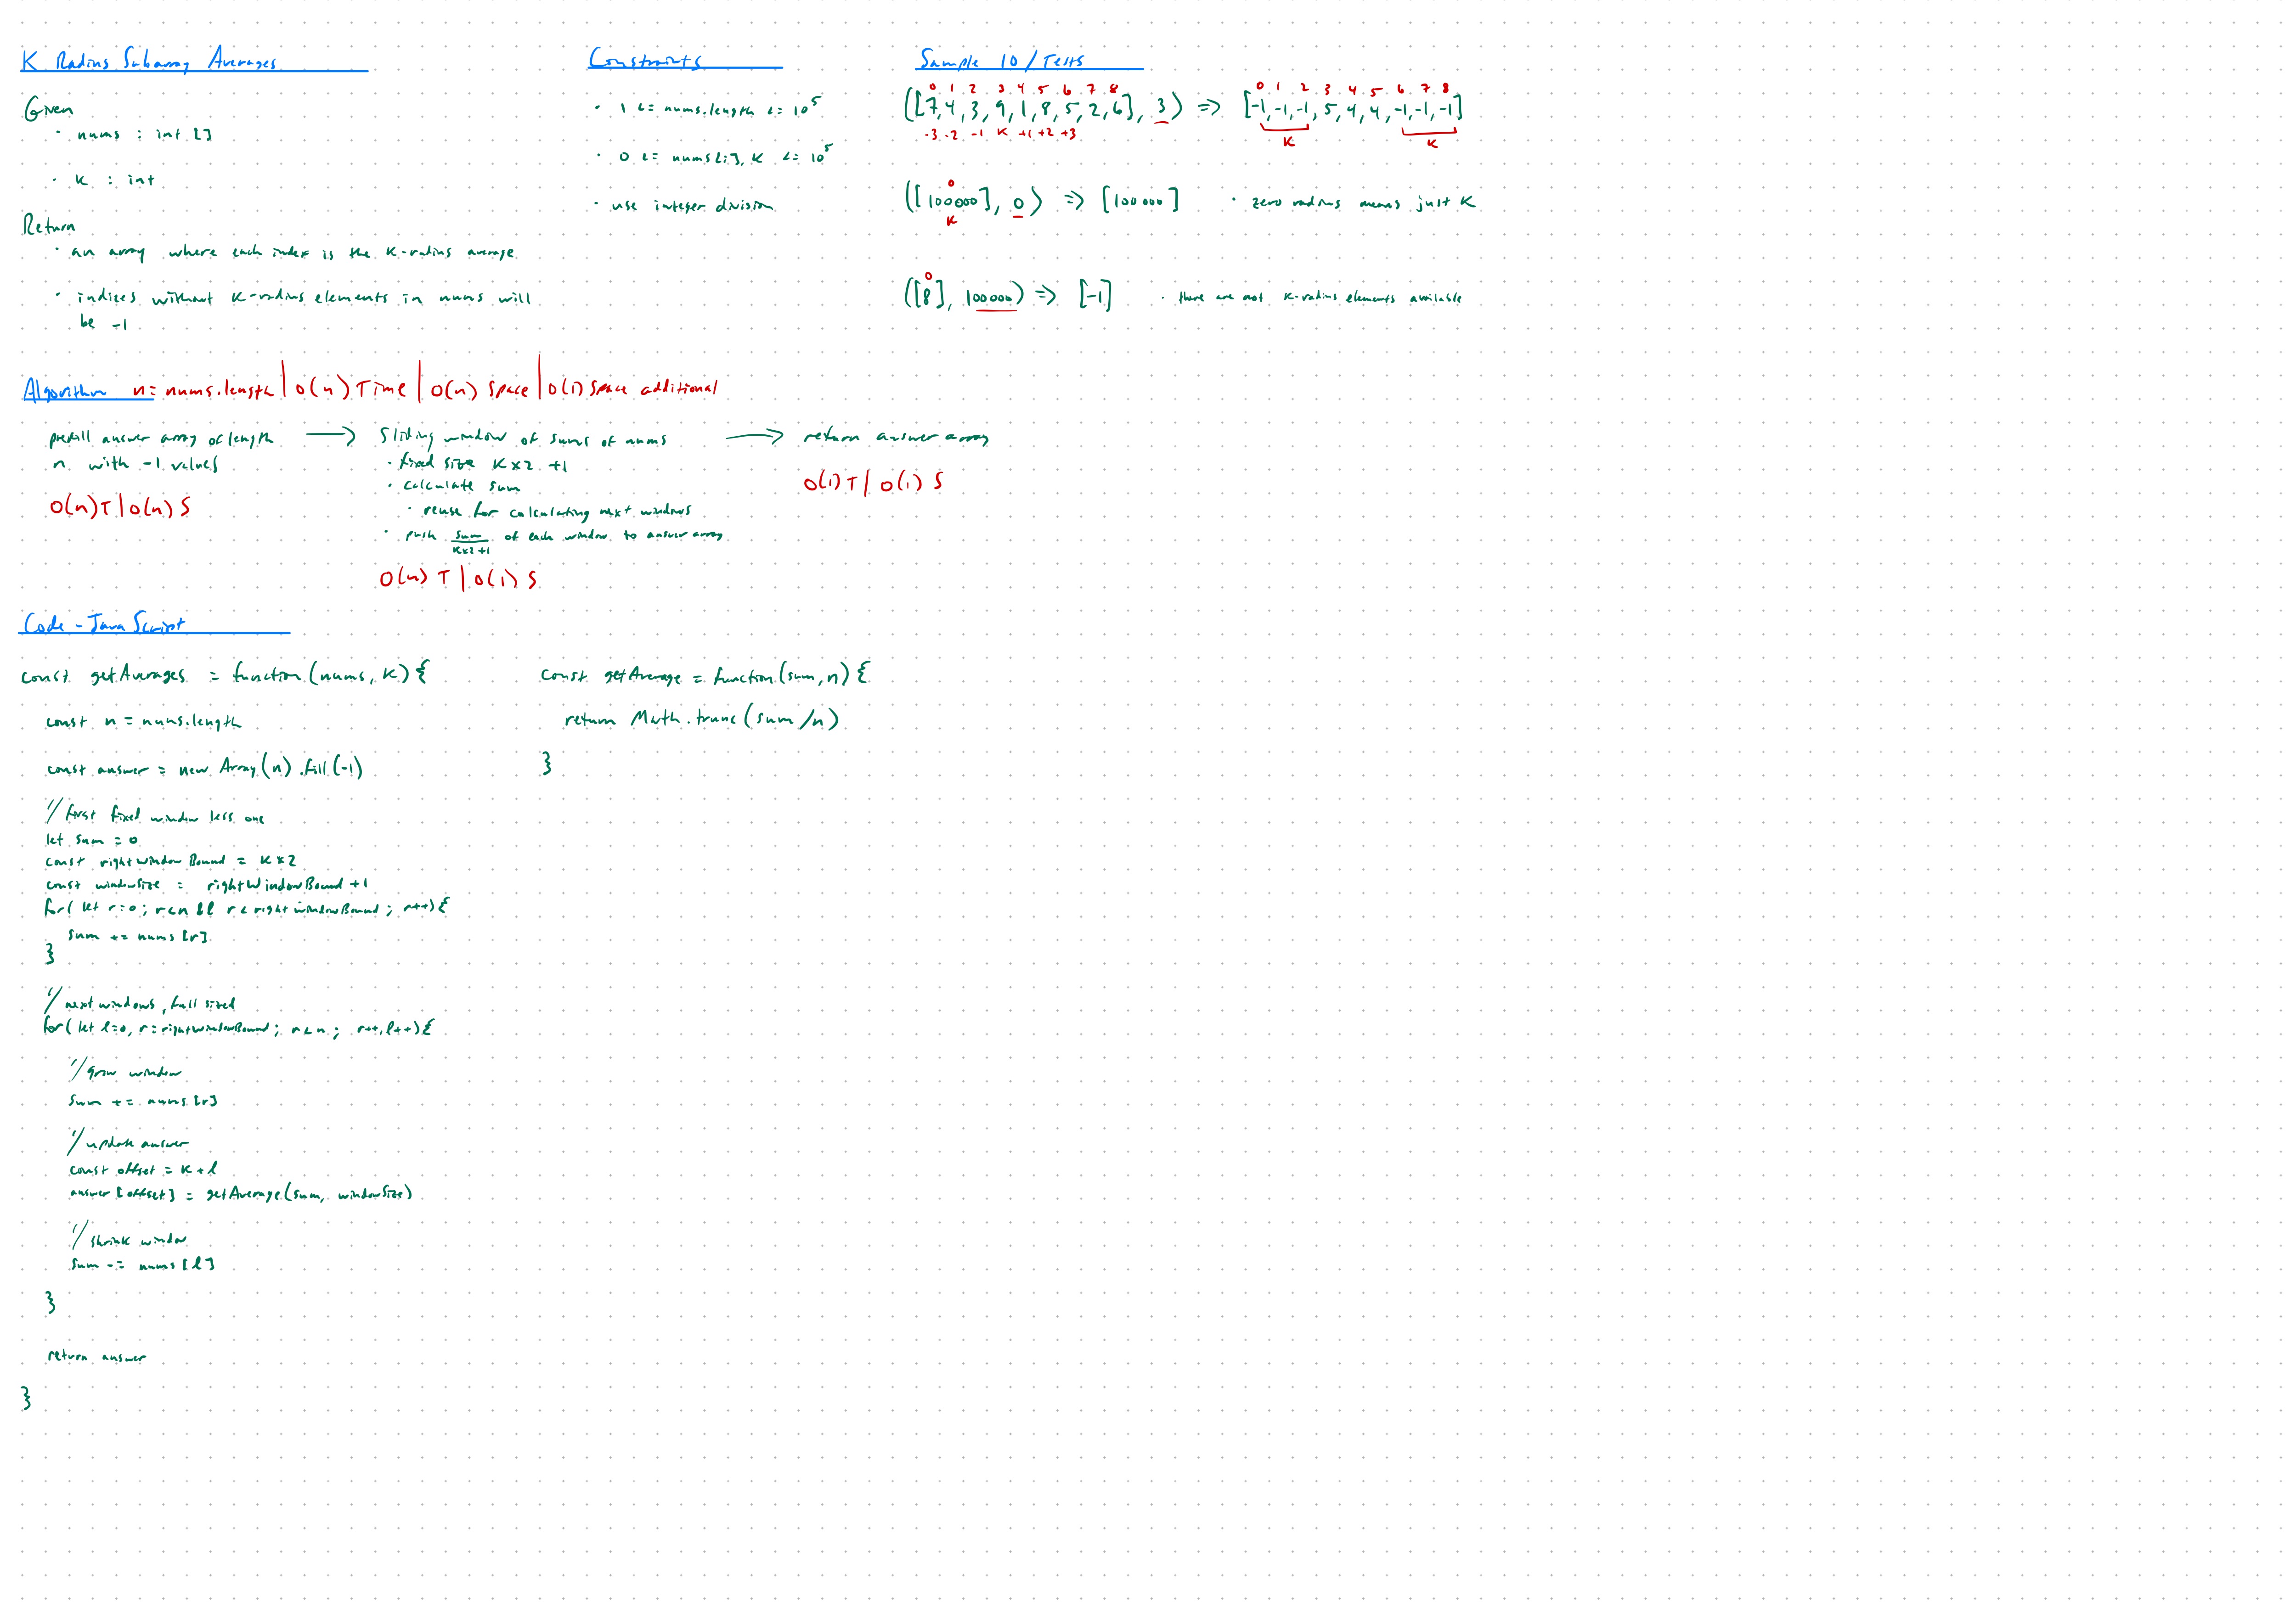 K Radius Subarray Averages
Given
· nums : int []
· K : int
Return
· an array where each index is the K-radius average
· indices without K-radius elements in nums will
be -1
Constraints
· 1 <= nums.length <= 10^5
· 0 <= nums[i], K <= 10^5
· use integer division
Sample IO/Tests
0 1 2 3 4 5 6 7 8
0 1 2 3 4 5 6 7 8
([7,4,3,9,1,8,5,2,6], 3) => [-1,-1,-1,5,4,4,-1,-1,-1]
-3 -2 -1 K +1 +2 +3
K
K
0
([100000], 0) => [100000] · zero radius means just K
K
0
([8], 100000) => [-1] · there are not K-radius elements available
Algorithm n = nums.length | O(n) Time | O(n) Space | O(1) Space additional
prefill answer array of length
n with -1 values
O(n) T | O(n) S
→ Sliding window of sums of nums
· fixed size K×2 +1
· calculate sum
· reuse for calculating next windows
· push sum/K×2+1 of each window to answer array
O(n) T | O(1) S
→ return answer array
O(1) T | O(1) S
Code - JavaScript
const getAverages = function(nums, K) {
const n = nums.length
const answer = new Array(n).fill(-1)
// first fixed window less one
let sum = 0
const rightWindowBound = K * 2
const windowSize = rightWindowBound + 1
for( let r=0; r<n && r < rightWindowBound; r++) {
sum += nums[r]
}
// next windows, full sized
for( let l=0, r=rightWindowBound; r<n; r++, l++) {
// grow window
sum += nums[r]
// update answer
const offset = K + l
answer[offset] = getAverage(sum, windowSize)
// shrink window
sum -= nums[l]
}
return answer
}
const getAverage = function(sum, n) {
return Math.trunc(sum/n)
}